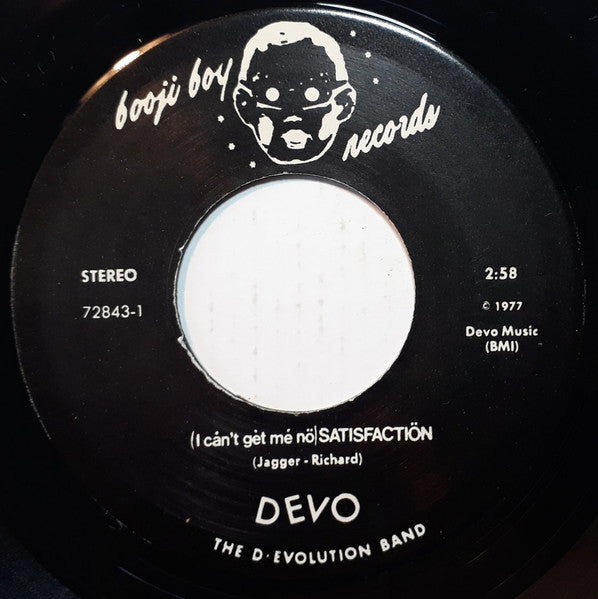 booji boy
records
STEREO
72843-1
2:58
© 1977
Devo Music
(BMI)
(I cån't gèt mé nö) SATISFACTIÖN
(Jagger - Richard)
DEVO
THE D·EVOLUTION BAND